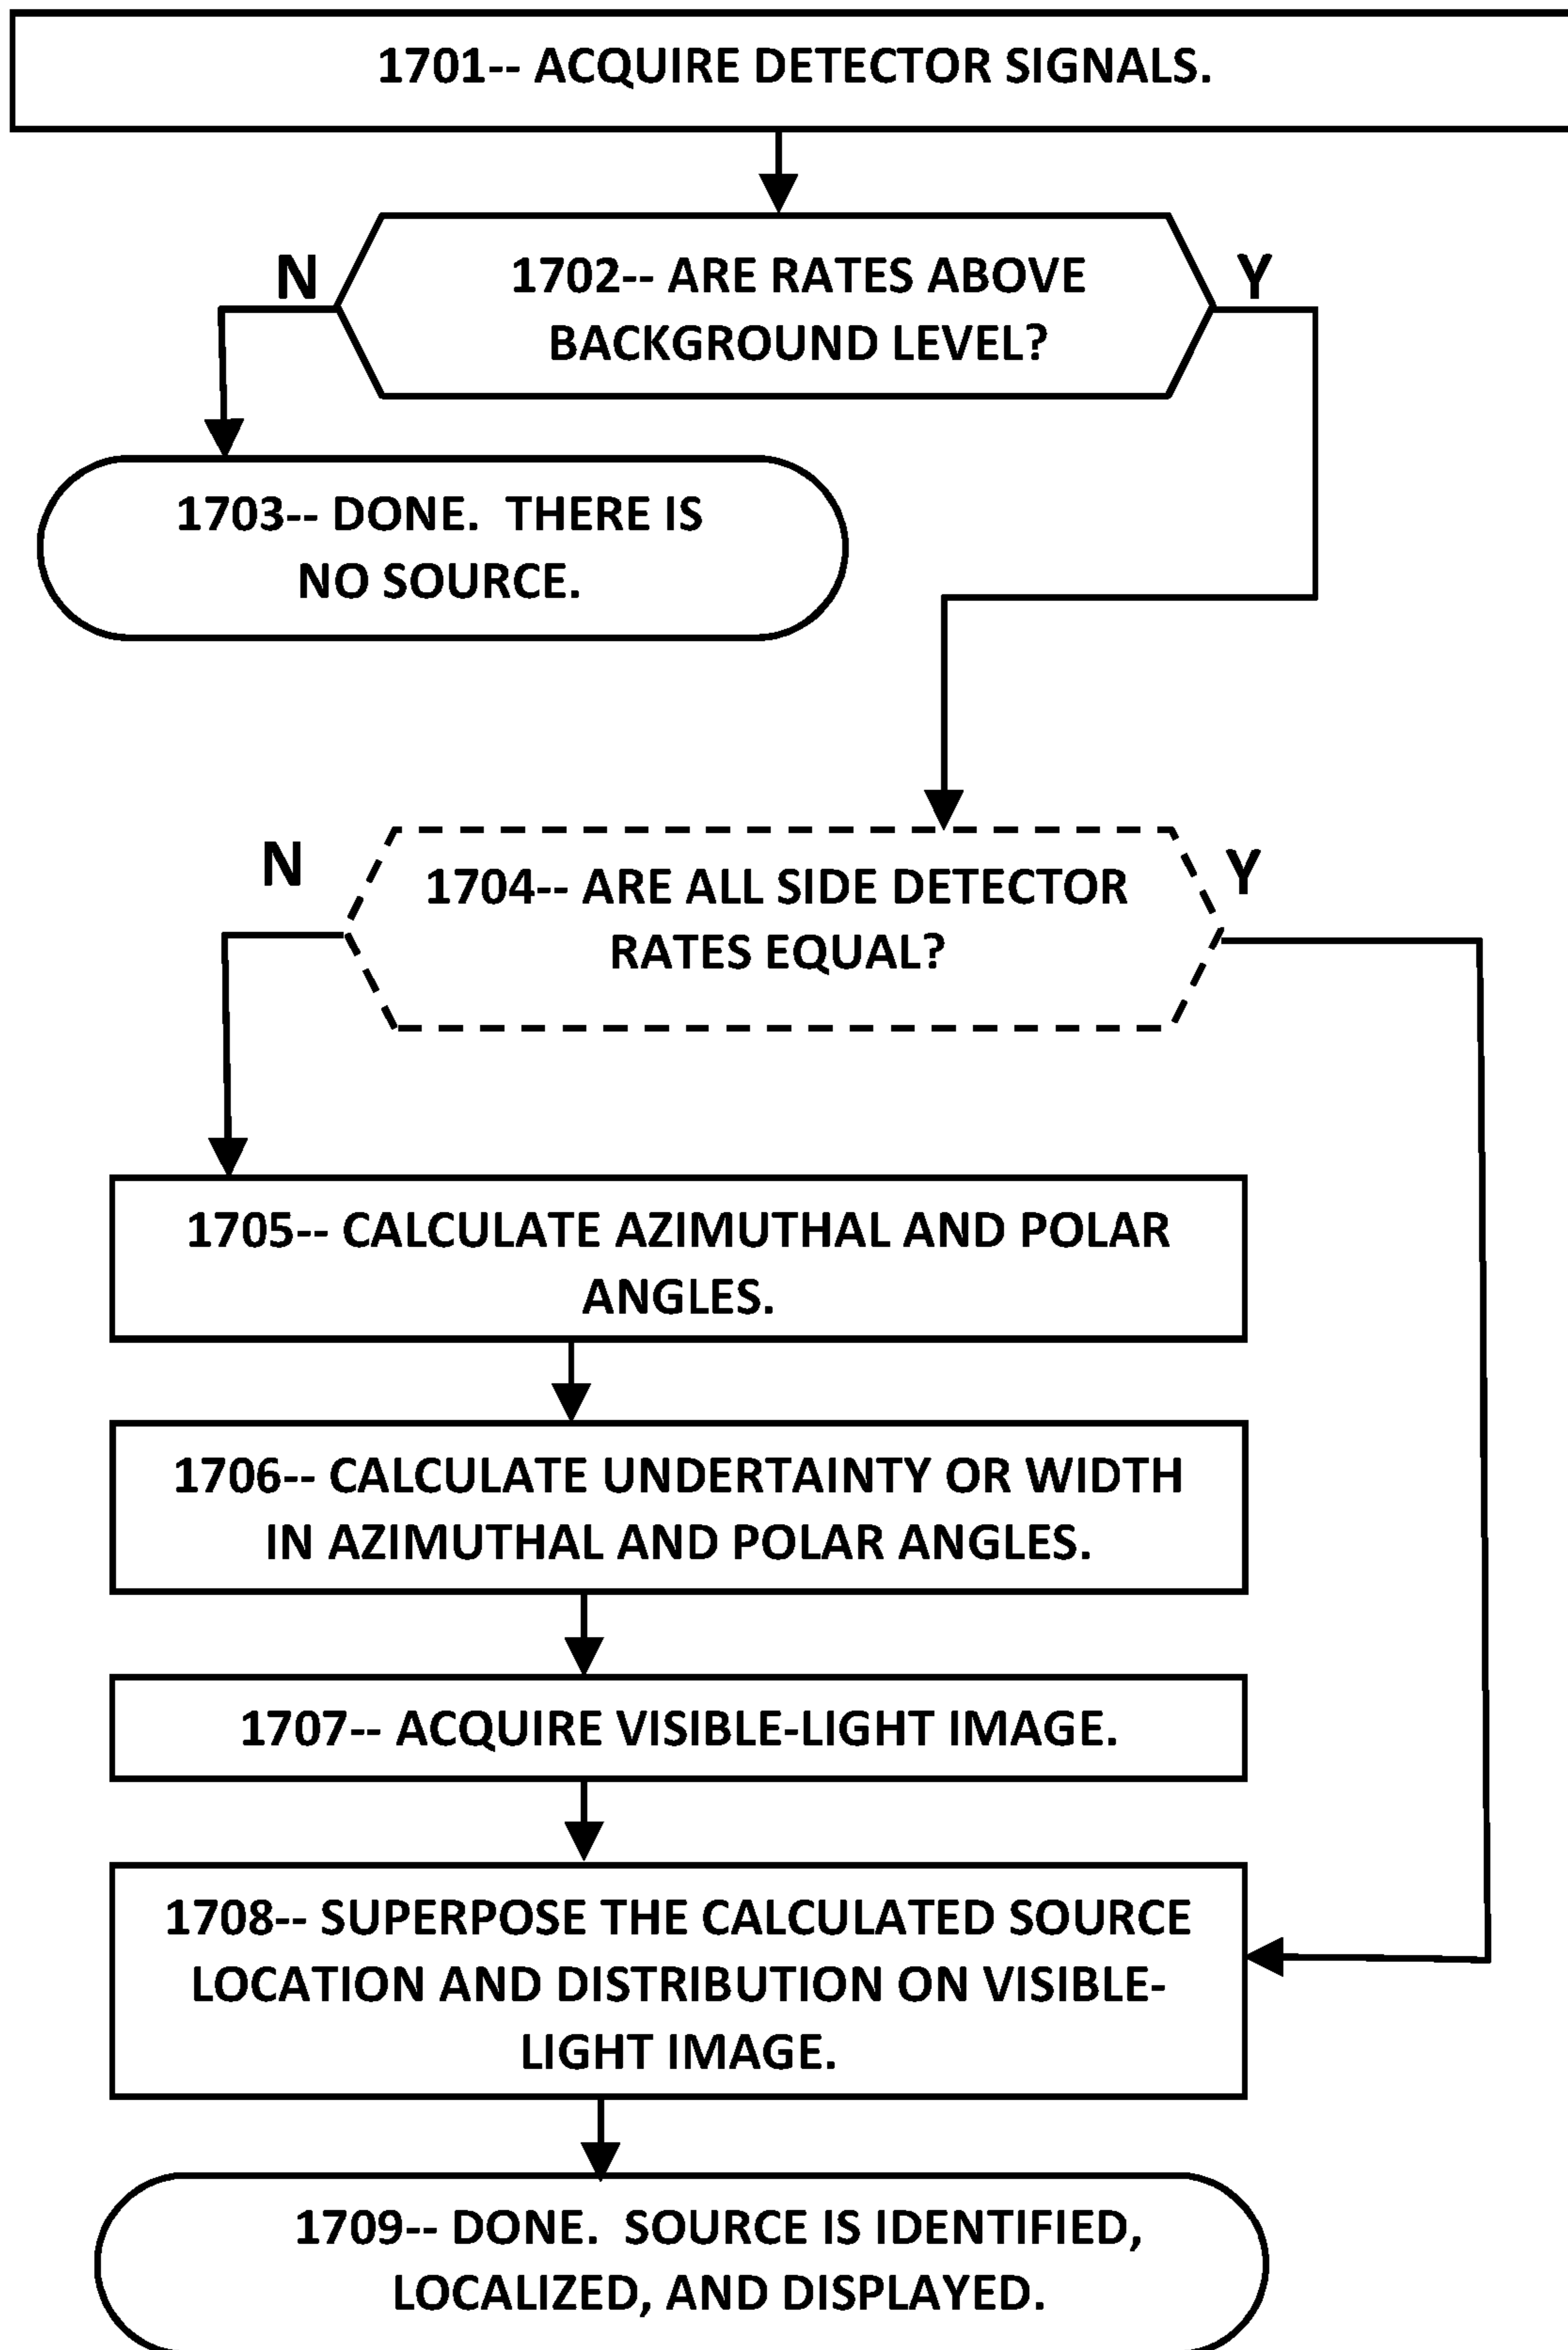 1701-- ACQUIRE DETECTOR SIGNALS.
N
1702-- ARE RATES ABOVE
BACKGROUND LEVEL?
Y
1703-- DONE.  THERE IS
NO SOURCE.
N
1704-- ARE ALL SIDE DETECTOR
RATES EQUAL?
Y
1705-- CALCULATE AZIMUTHAL AND POLAR
ANGLES.
1706-- CALCULATE UNDERTAINTY OR WIDTH
IN AZIMUTHAL AND POLAR ANGLES.
1707-- ACQUIRE VISIBLE-LIGHT IMAGE.
1708-- SUPERPOSE THE CALCULATED SOURCE
LOCATION AND DISTRIBUTION ON VISIBLE-
LIGHT IMAGE.
1709-- DONE.  SOURCE IS IDENTIFIED,
LOCALIZED, AND DISPLAYED.